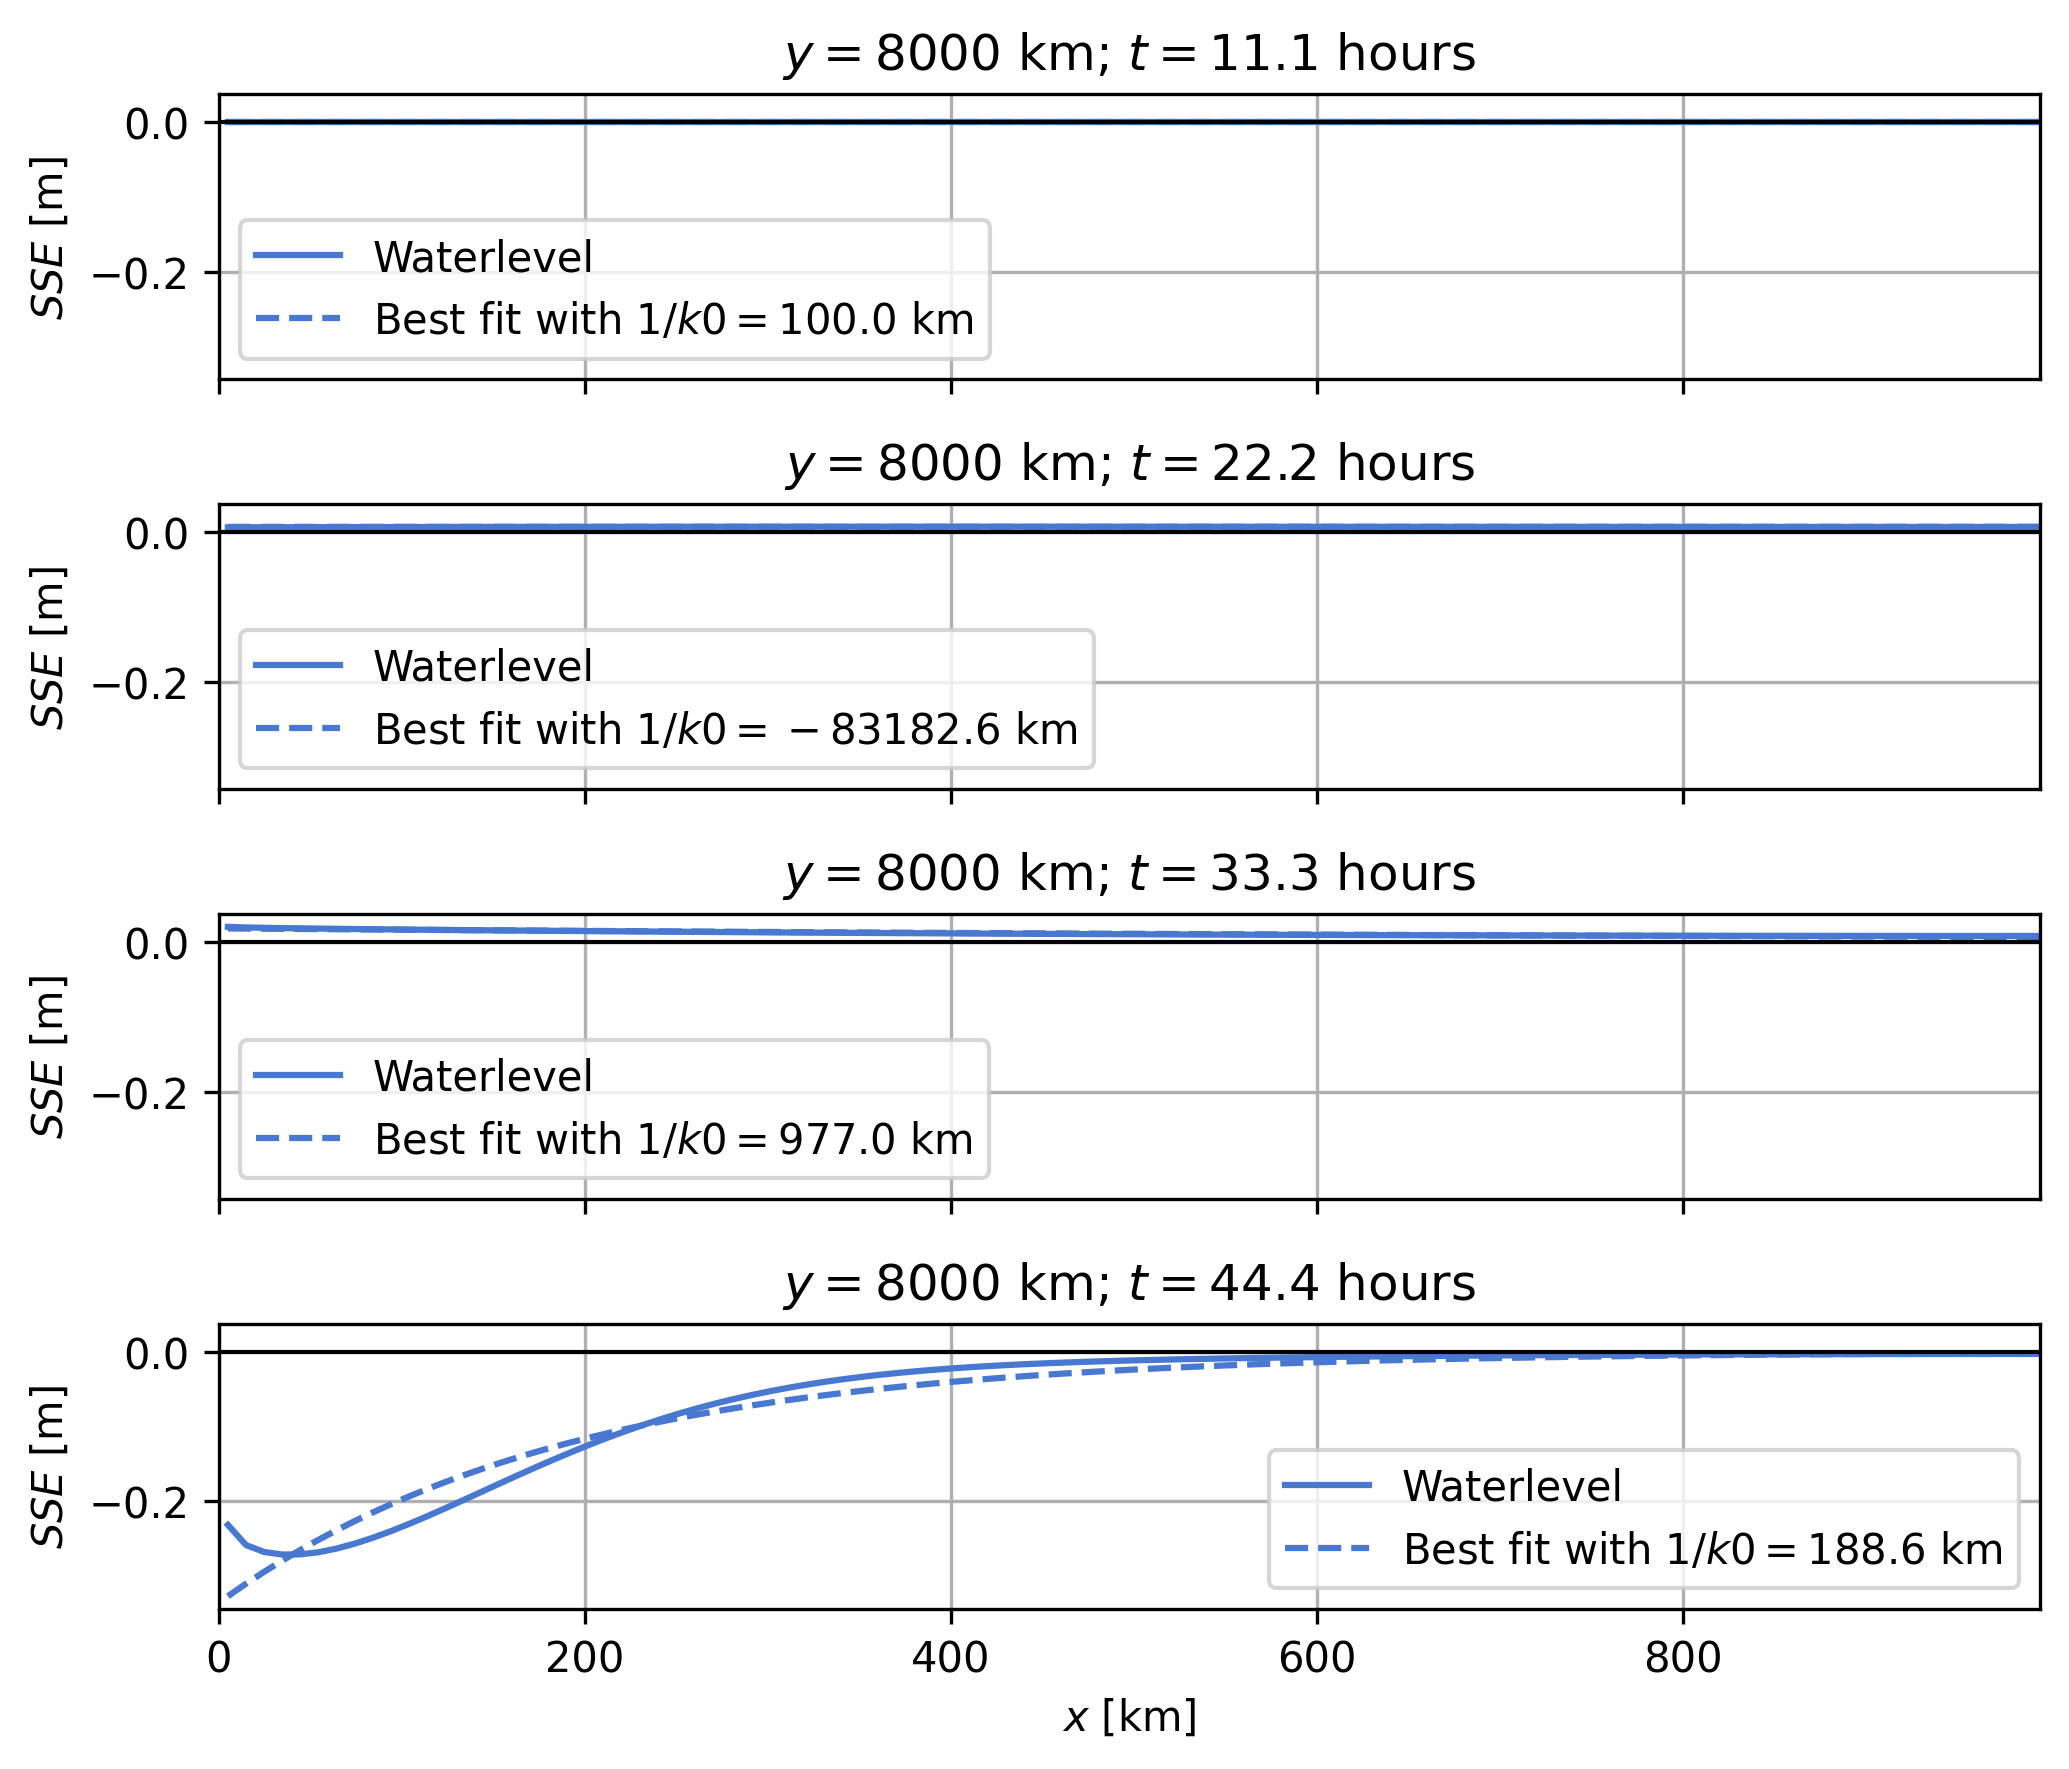 y = 8000 km; t = 11.1 hours
0.0
−0.2
SSE [m]
Waterlevel
Best fit with 1/k0 = 100.0 km
y = 8000 km; t = 22.2 hours
0.0
−0.2
SSE [m]
Waterlevel
Best fit with 1/k0 = −83182.6 km
y = 8000 km; t = 33.3 hours
0.0
−0.2
SSE [m]
Waterlevel
Best fit with 1/k0 = 977.0 km
y = 8000 km; t = 44.4 hours
0.0
−0.2
SSE [m]
Waterlevel
Best fit with 1/k0 = 188.6 km
0 200 400 600 800
x [km]